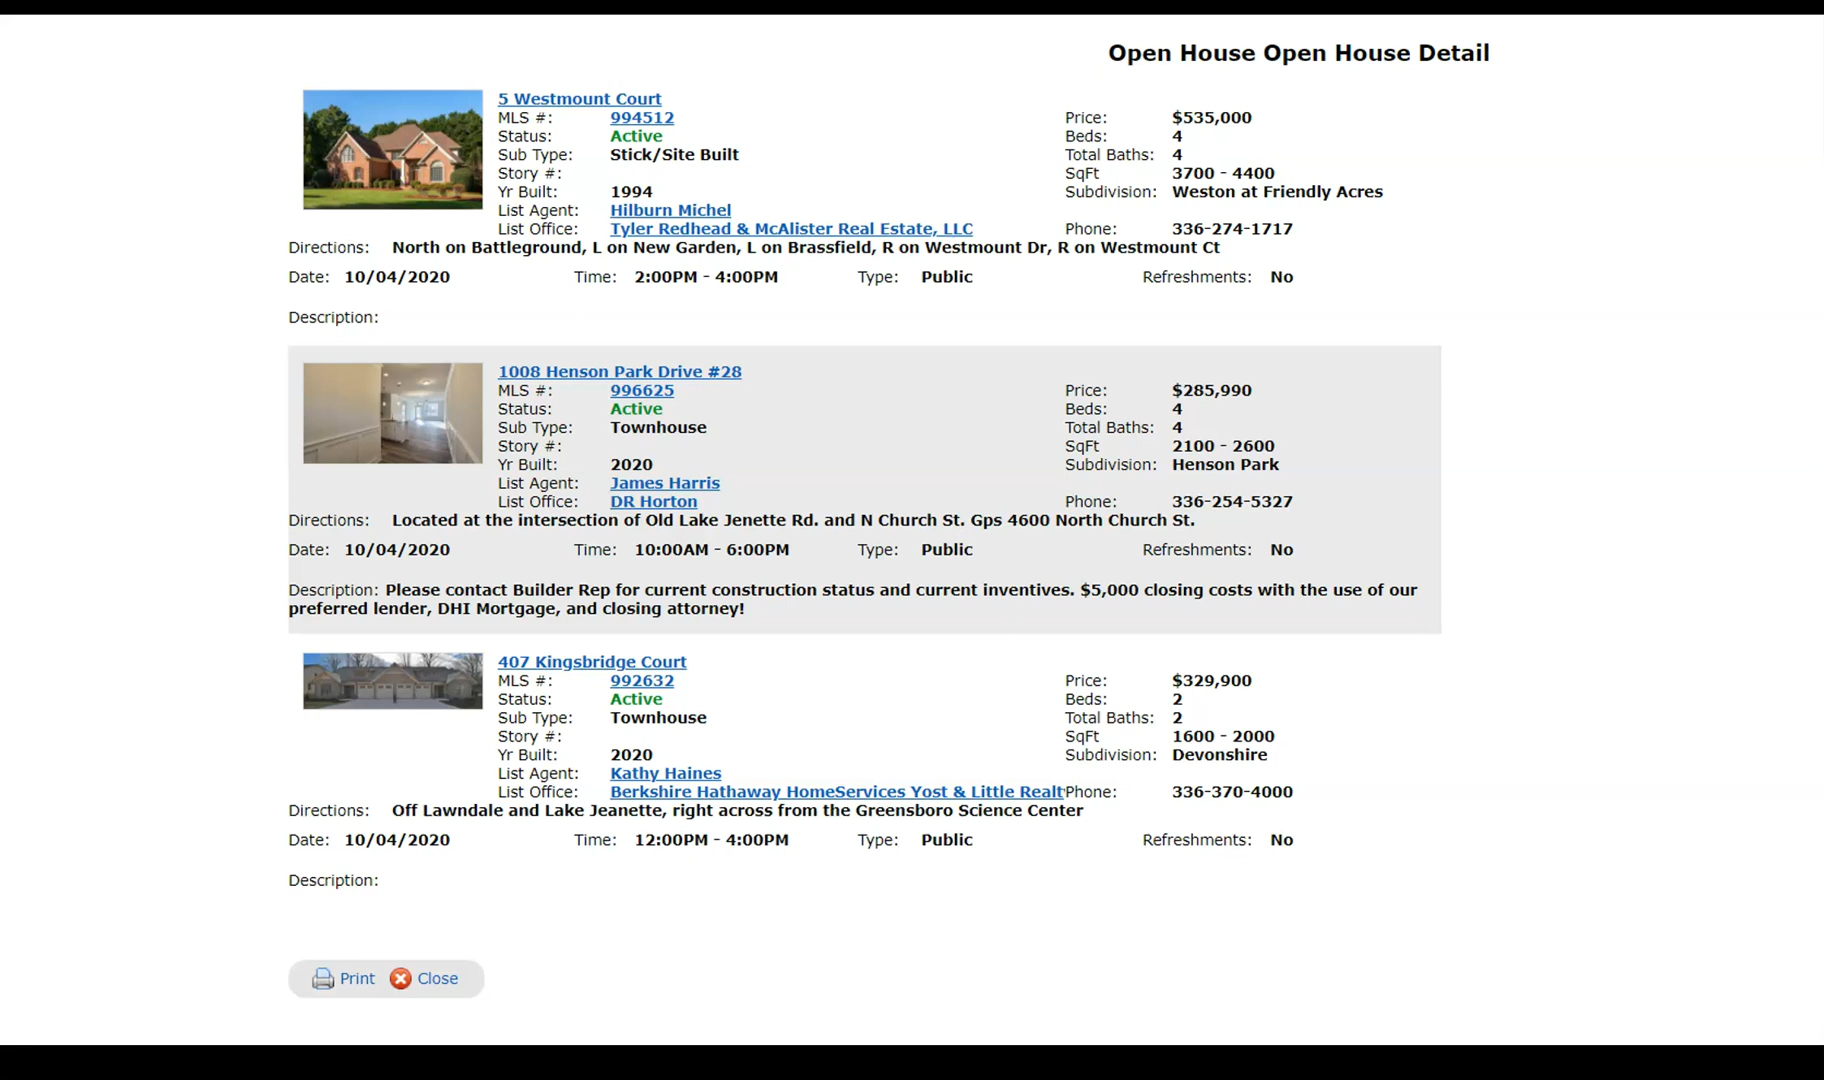 Open House Open House Detail
5 Westmount Court
MLS #: 994512 Price: $535,000
Status: Active Beds: 4
Sub Type: Stick/Site Built Total Baths: 4
Story #: SqFt 3700 - 4400
Yr Built: 1994 Subdivision: Weston at Friendly Acres
List Agent: Hilburn Michel
List Office: Tyler Redhead & McAlister Real Estate, LLC Phone: 336-274-1717
Directions: North on Battleground, L on New Garden, L on Brassfield, R on Westmount Dr, R on Westmount Ct
Date: 10/04/2020 Time: 2:00PM - 4:00PM Type: Public Refreshments: No
Description:
1008 Henson Park Drive #28
MLS #: 996625 Price: $285,990
Status: Active Beds: 4
Sub Type: Townhouse Total Baths: 4
Story #: SqFt 2100 - 2600
Yr Built: 2020 Subdivision: Henson Park
List Agent: James Harris
List Office: DR Horton Phone: 336-254-5327
Directions: Located at the intersection of Old Lake Jenette Rd. and N Church St. Gps 4600 North Church St.
Date: 10/04/2020 Time: 10:00AM - 6:00PM Type: Public Refreshments: No
Description: Please contact Builder Rep for current construction status and current inventives. $5,000 closing costs with the use of our
preferred lender, DHI Mortgage, and closing attorney!
407 Kingsbridge Court
MLS #: 992632 Price: $329,900
Status: Active Beds: 2
Sub Type: Townhouse Total Baths: 2
Story #: SqFt 1600 - 2000
Yr Built: 2020 Subdivision: Devonshire
List Agent: Kathy Haines
List Office: Berkshire Hathaway HomeServices Yost & Little Realt Phone: 336-370-4000
Directions: Off Lawndale and Lake Jeanette, right across from the Greensboro Science Center
Date: 10/04/2020 Time: 12:00PM - 4:00PM Type: Public Refreshments: No
Description:
Print Close